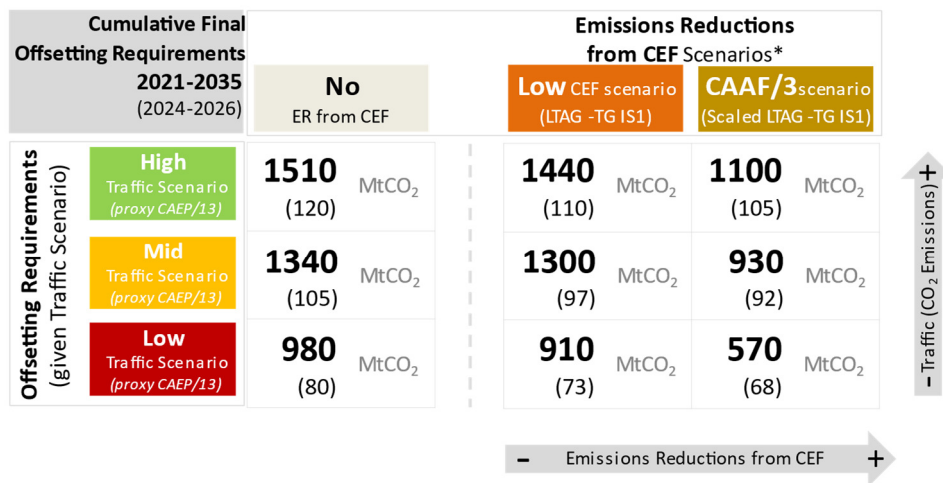 Cumulative Final
Offsetting Requirements
2021-2035
(2024-2026)
Emissions Reductions
from CEF Scenarios*
No
ER from CEF
Low CEF scenario
(LTAG -TG IS1)
CAAF/3 scenario
(Scaled LTAG -TG IS1)
Offsetting Requirements
(given Traffic Scenario)
High
Traffic Scenario
(proxy CAEP/13)
1510 MtCO₂
(120)
1440 MtCO₂
(110)
1100 MtCO₂
(105)
Mid
Traffic Scenario
(proxy CAEP/13)
1340 MtCO₂
(105)
1300 MtCO₂
(97)
930 MtCO₂
(92)
Low
Traffic Scenario
(proxy CAEP/13)
980 MtCO₂
(80)
910 MtCO₂
(73)
570 MtCO₂
(68)
- Traffic (CO₂ Emissions) +
- Emissions Reductions from CEF +